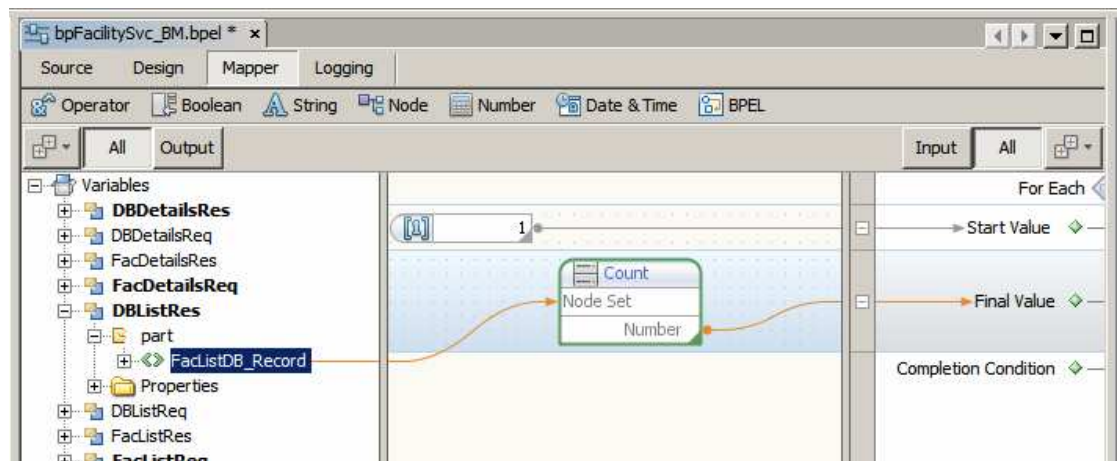 bpFacilitySvc_BM.bpel * x
Source Design Mapper Logging
Operator Boolean String Node Number Date & Time BPEL
All Output Input All
Variables
For Each
DBDetailsRes
[1] 1
Start Value
DBDetailsReq
FacDetailsRes
Count
FacDetailsReq
Node Set
Final Value
DBListRes
Number
part
FacListDB_Record
Completion Condition
Properties
DBListReq
FacListRes
FacListReq